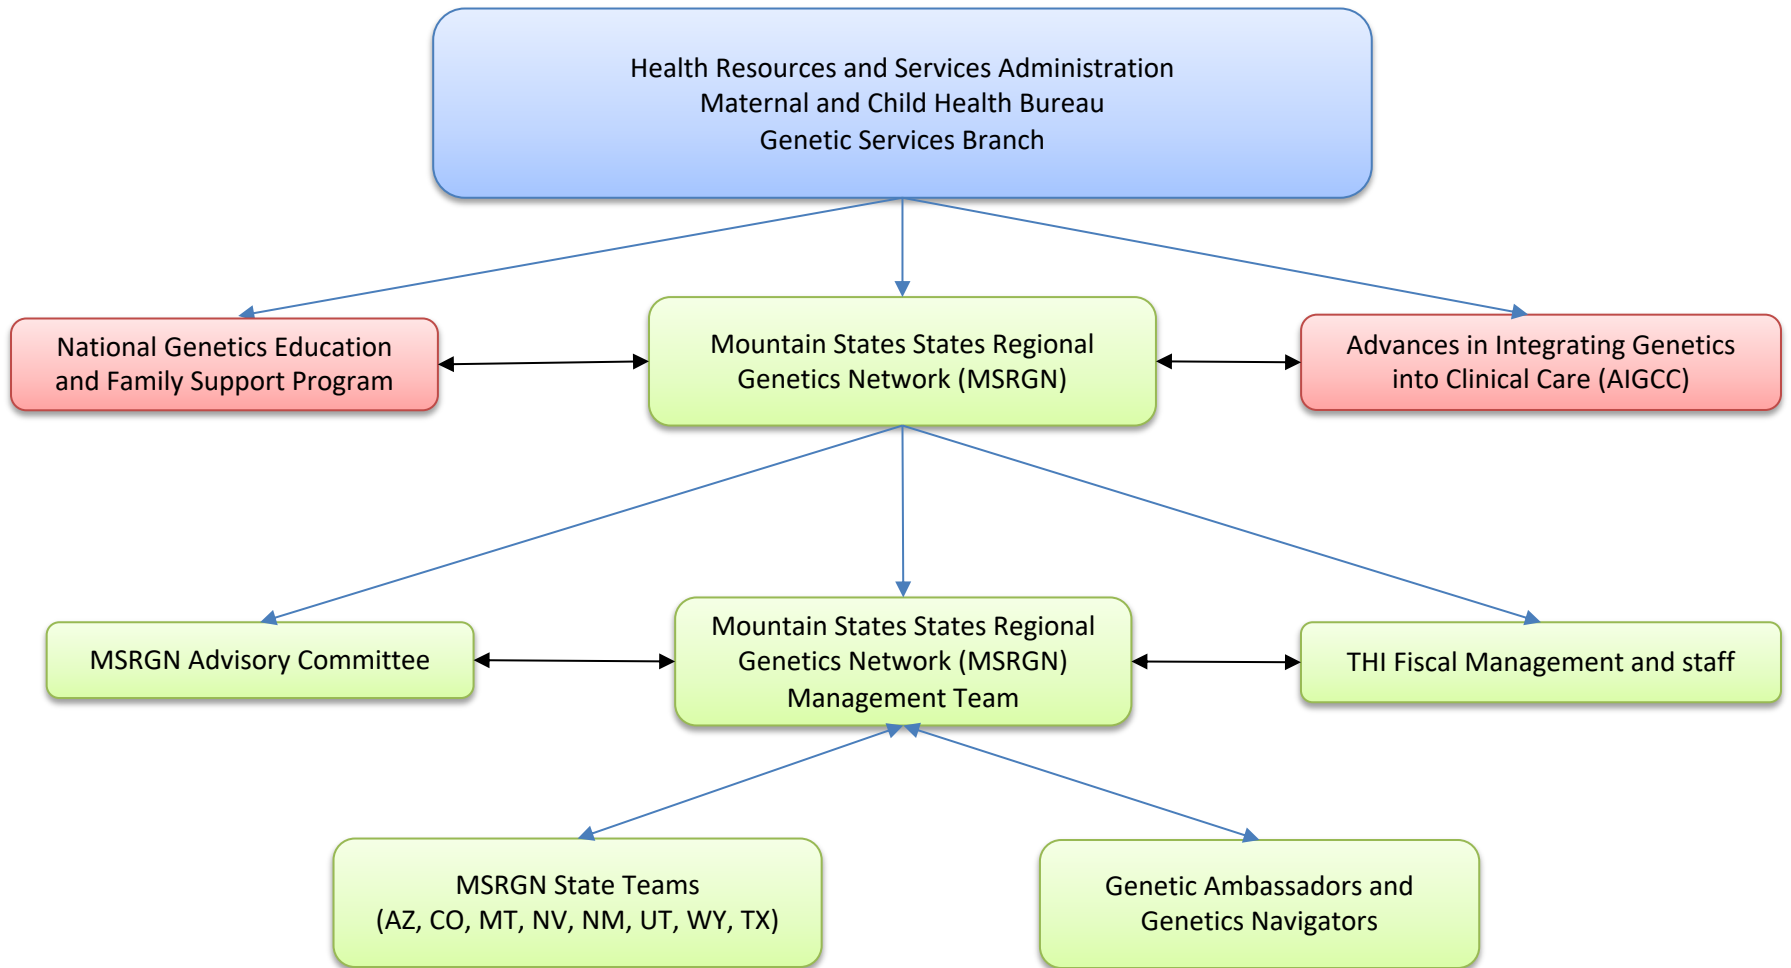 Health Resources and Services Administration
Maternal and Child Health Bureau
Genetic Services Branch
National Genetics Education
and Family Support Program
Mountain States States Regional
Genetics Network (MSRGN)
Advances in Integrating Genetics
into Clinical Care (AIGCC)
MSRGN Advisory Committee
Mountain States States Regional
Genetics Network (MSRGN)
Management Team
THI Fiscal Management and staff
MSRGN State Teams
(AZ, CO, MT, NV, NM, UT, WY, TX)
Genetic Ambassadors and
Genetics Navigators